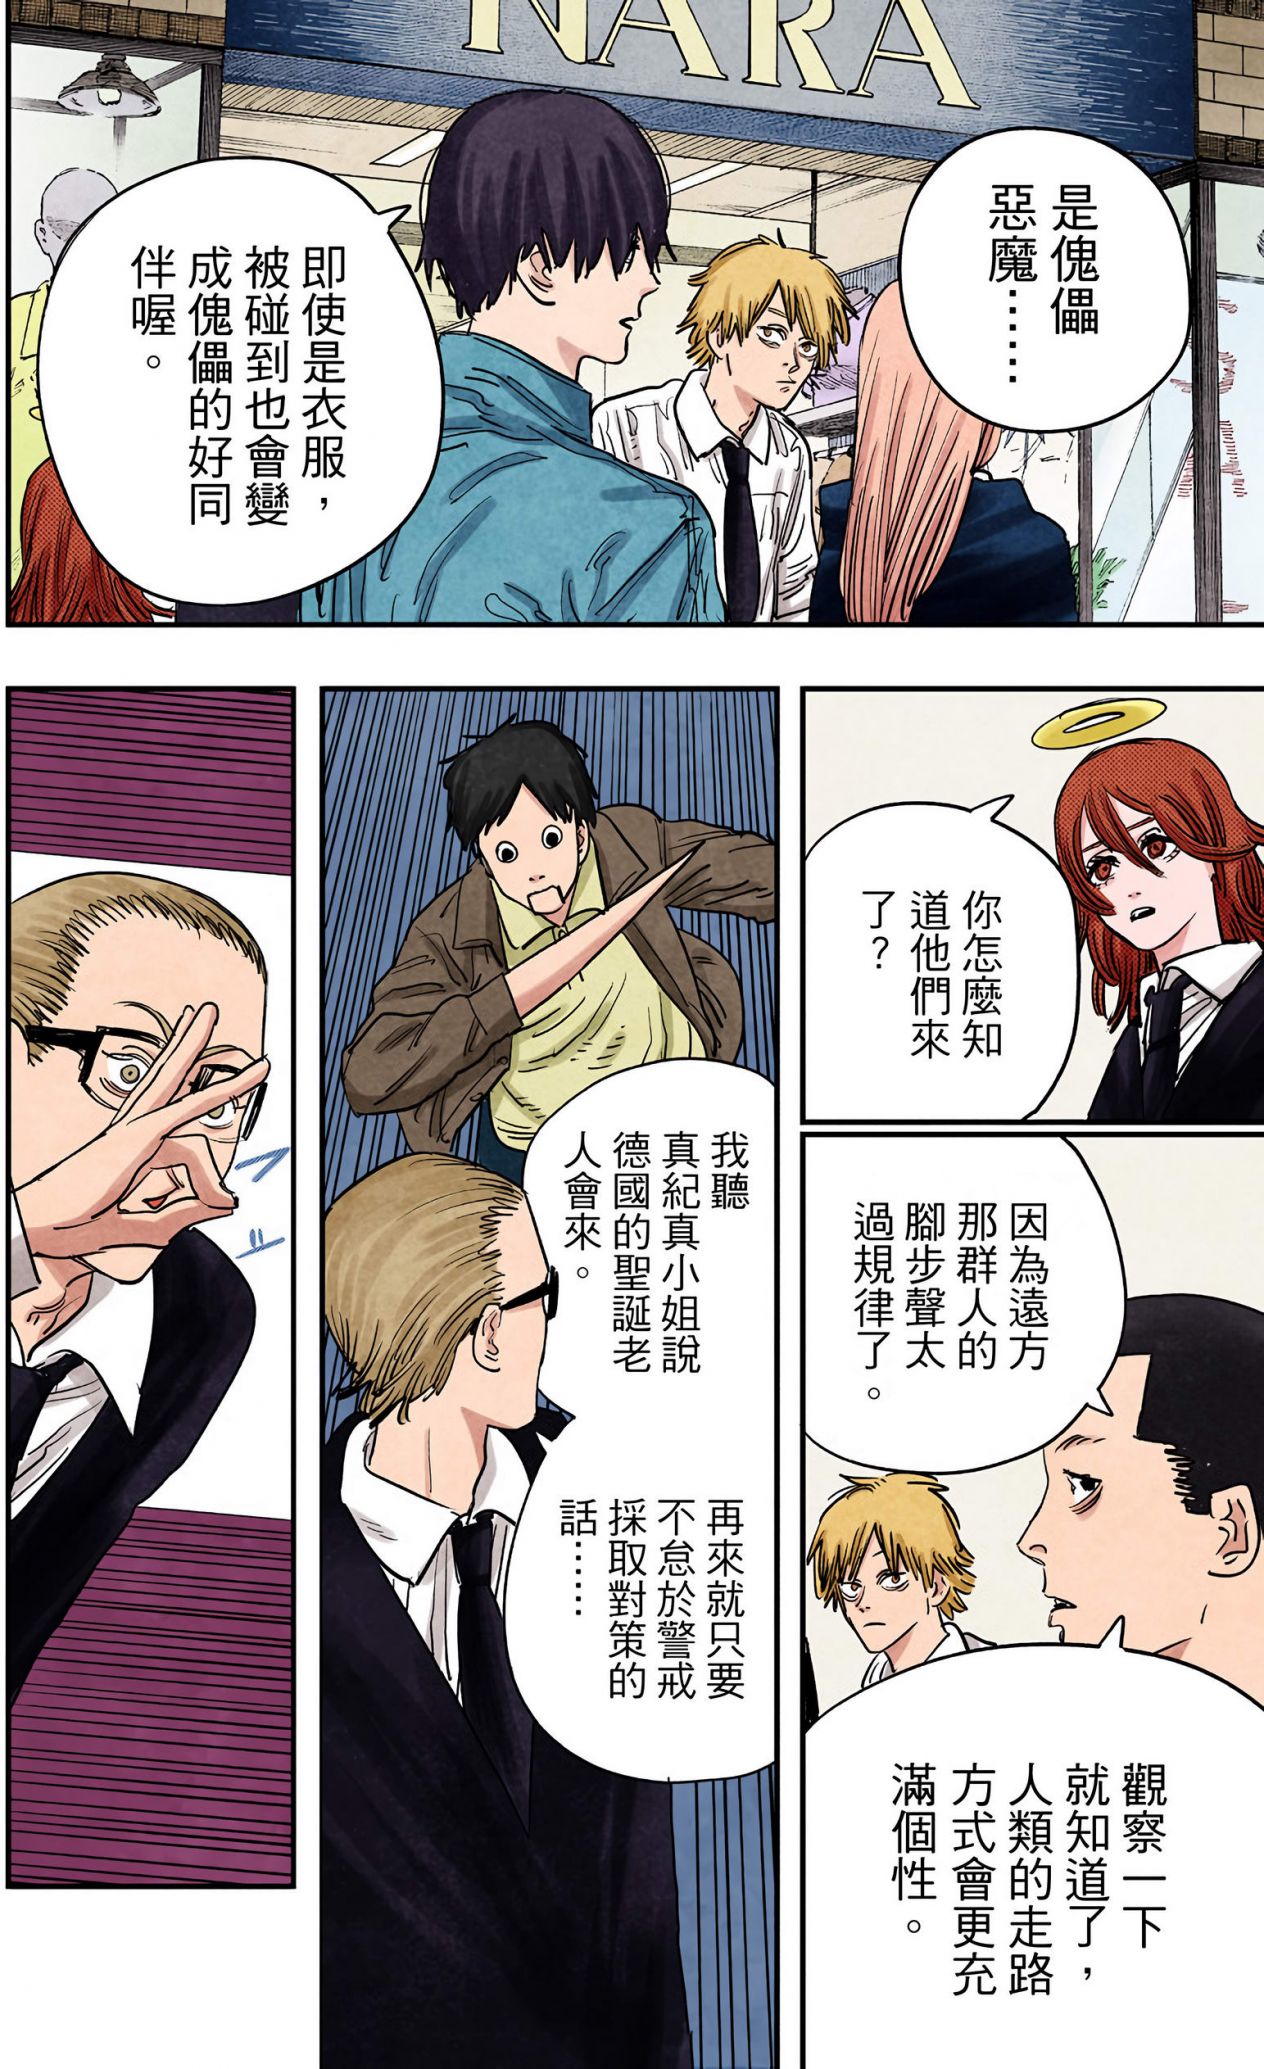 NARA
是傀儡
惡魔……
即使是衣服，
被碰到也會變
成傀儡的好同
伴喔。
你怎麼知
道他們來
了？
因為遠方
那群人的
腳步聲太
過規律了。
觀察一下
就知道了，
人類的走路
方式會更充
滿個性。
我聽
真紀真小姐說
德國的聖誕老
人會來。
再來就只要
不怠於警戒
採取對策的
話……
フ
ー